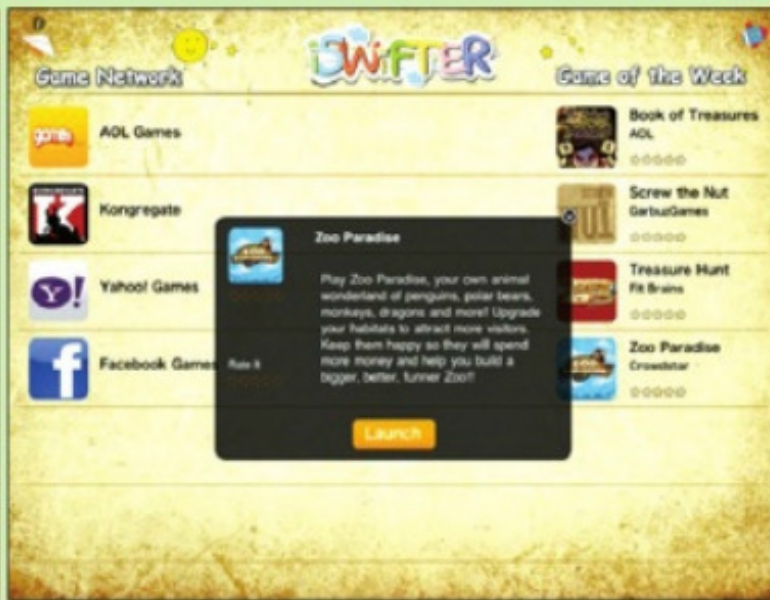 iSWiFTER
Game Network
Game of the Week
AOL Games
Kongregate
Yahoo! Games
Facebook Games
Book of Treasures
AOL
Screw the Nut
GarbuzGames
Treasure Hunt
Fit Brains
Zoo Paradise
Crowdstar
Zoo Paradise
Play Zoo Paradise, your own animal
wonderland of penguins, polar bears,
monkeys, dragons and more!! Upgrade
your habitats to attract more visitors.
Keep them happy so they will spend
more money and help you build a
bigger, better, funner Zoo!!
Rate It
Launch